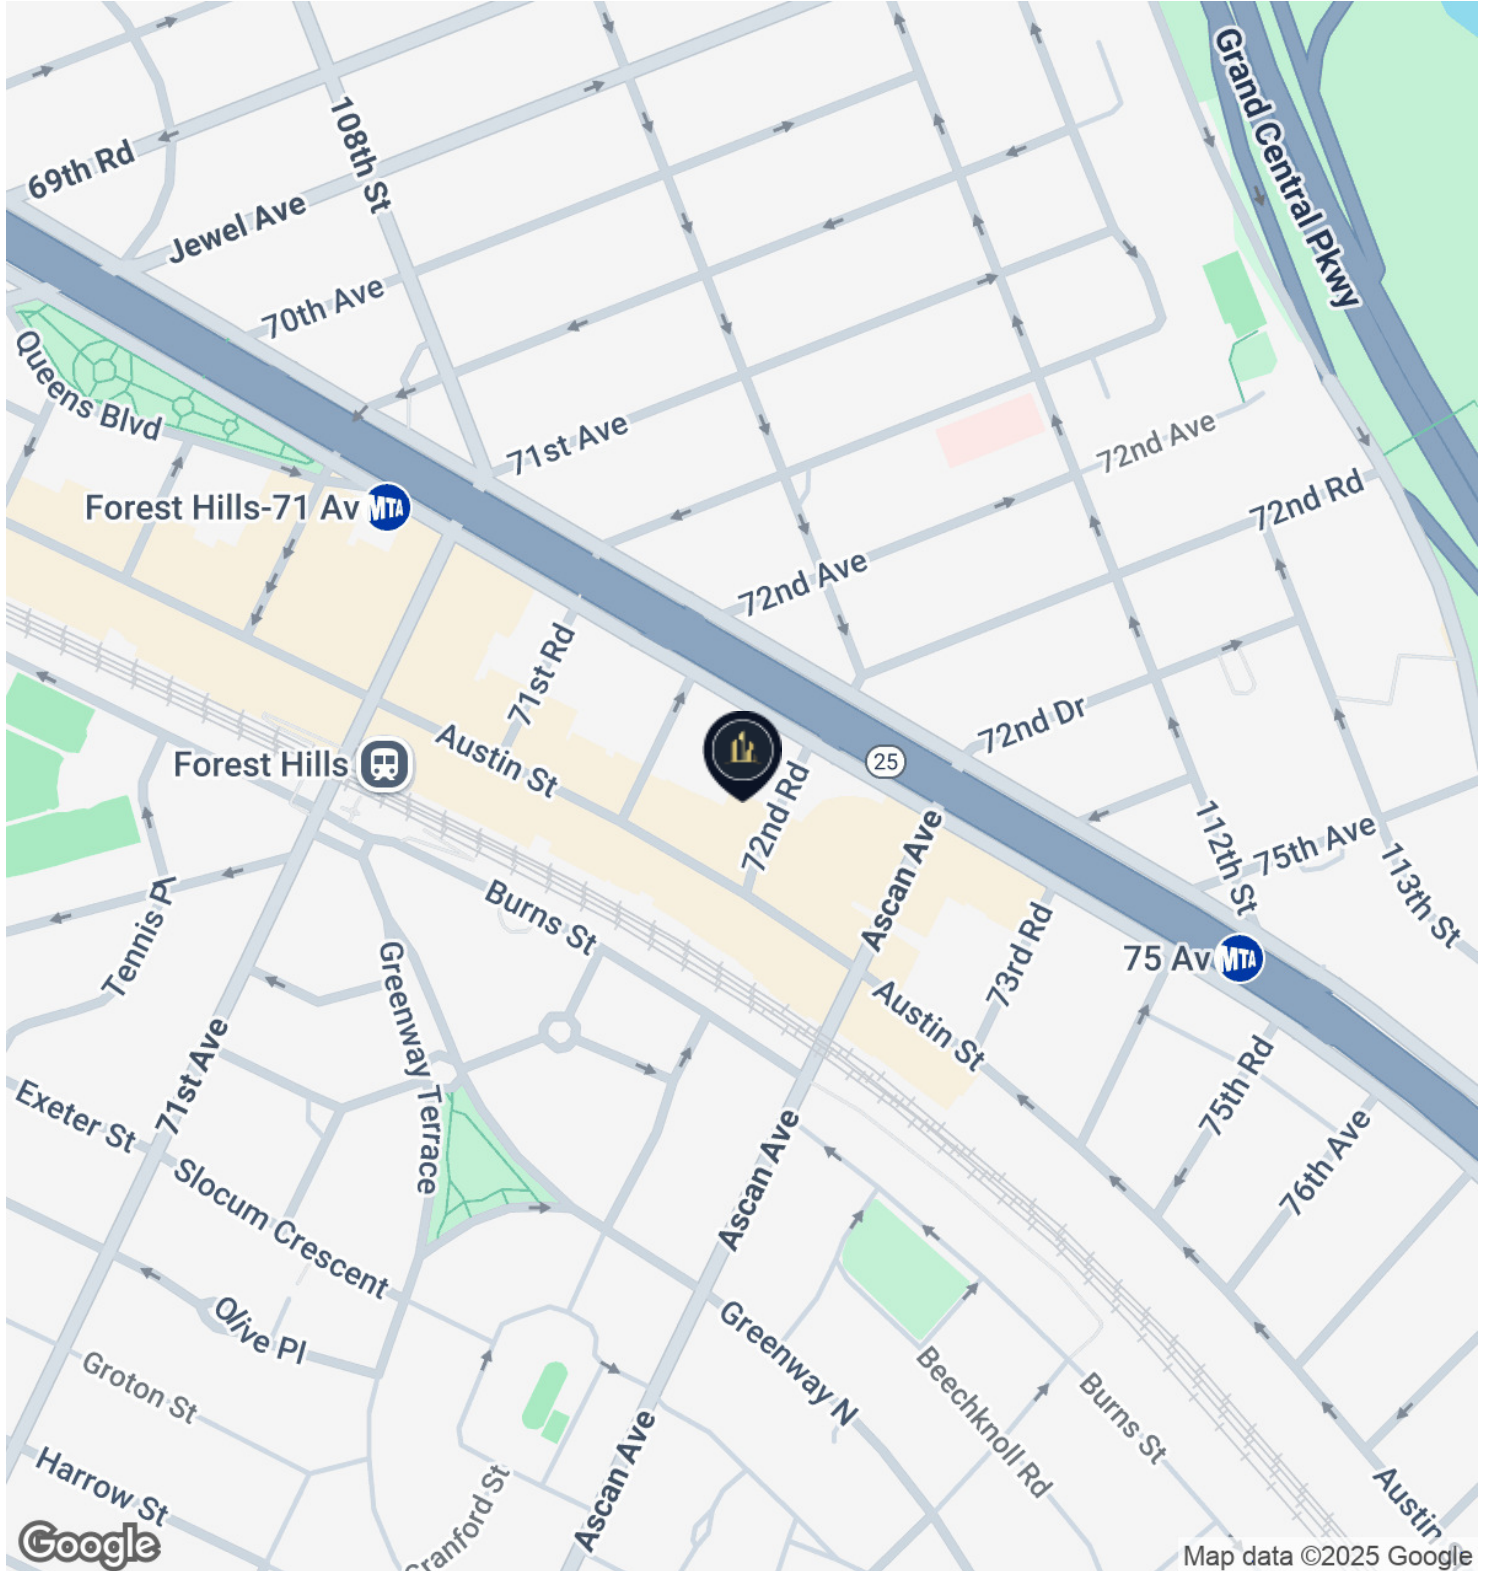 Grand Central Pkwy
108th St
69th Rd
Jewel Ave
70th Ave
Queens Blvd
71st Ave
72nd Ave
72nd Rd
Forest Hills-71 Av
MTA
72nd Ave
71st Rd
72nd Dr
Austin St
Forest Hills
25
72nd Rd
112th St
75th Ave
113th St
Ascan Ave
Burns St
Tennis Pl
73rd Rd
75 Av
MTA
Greenway Terrace
Austin St
71st Ave
75th Rd
Exeter St
76th Ave
Ascan Ave
Slocum Crescent
Olive Pl
Greenway N
Groton St
Beechknoll Rd
Burns St
Harrow St
Ascan Ave
Cranford St
Austin
Google
Map data ©2025 Google